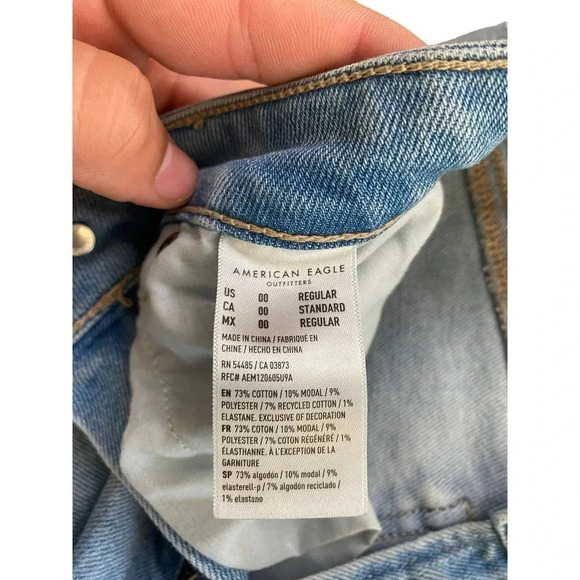 AMERICAN EAGLE
OUTFITTERS
US 00 REGULAR
CA 00 STANDARD
MX 00 REGULAR
MADE IN CHINA / FABRIQUÉ EN
CHINE / HECHO EN CHINA
RN 54485 / CA 03873
RFC# AEM120605U9A
EN 73% COTTON / 10% MODAL / 9%
POLYESTER / 7% RECYCLED COTTON / 1%
ELASTANE. EXCLUSIVE OF DECORATION
FR 73% COTON / 10% MODAL / 9%
POLYESTER / 7% COTON RÉGÉNÉRÉ / 1%
ÉLASTHANNE. À L'EXCEPTION DE LA
GARNITURE
SP 73% algodón / 10% modal / 9%
elasterell-p / 7% algodón reciclado /
1% elastano